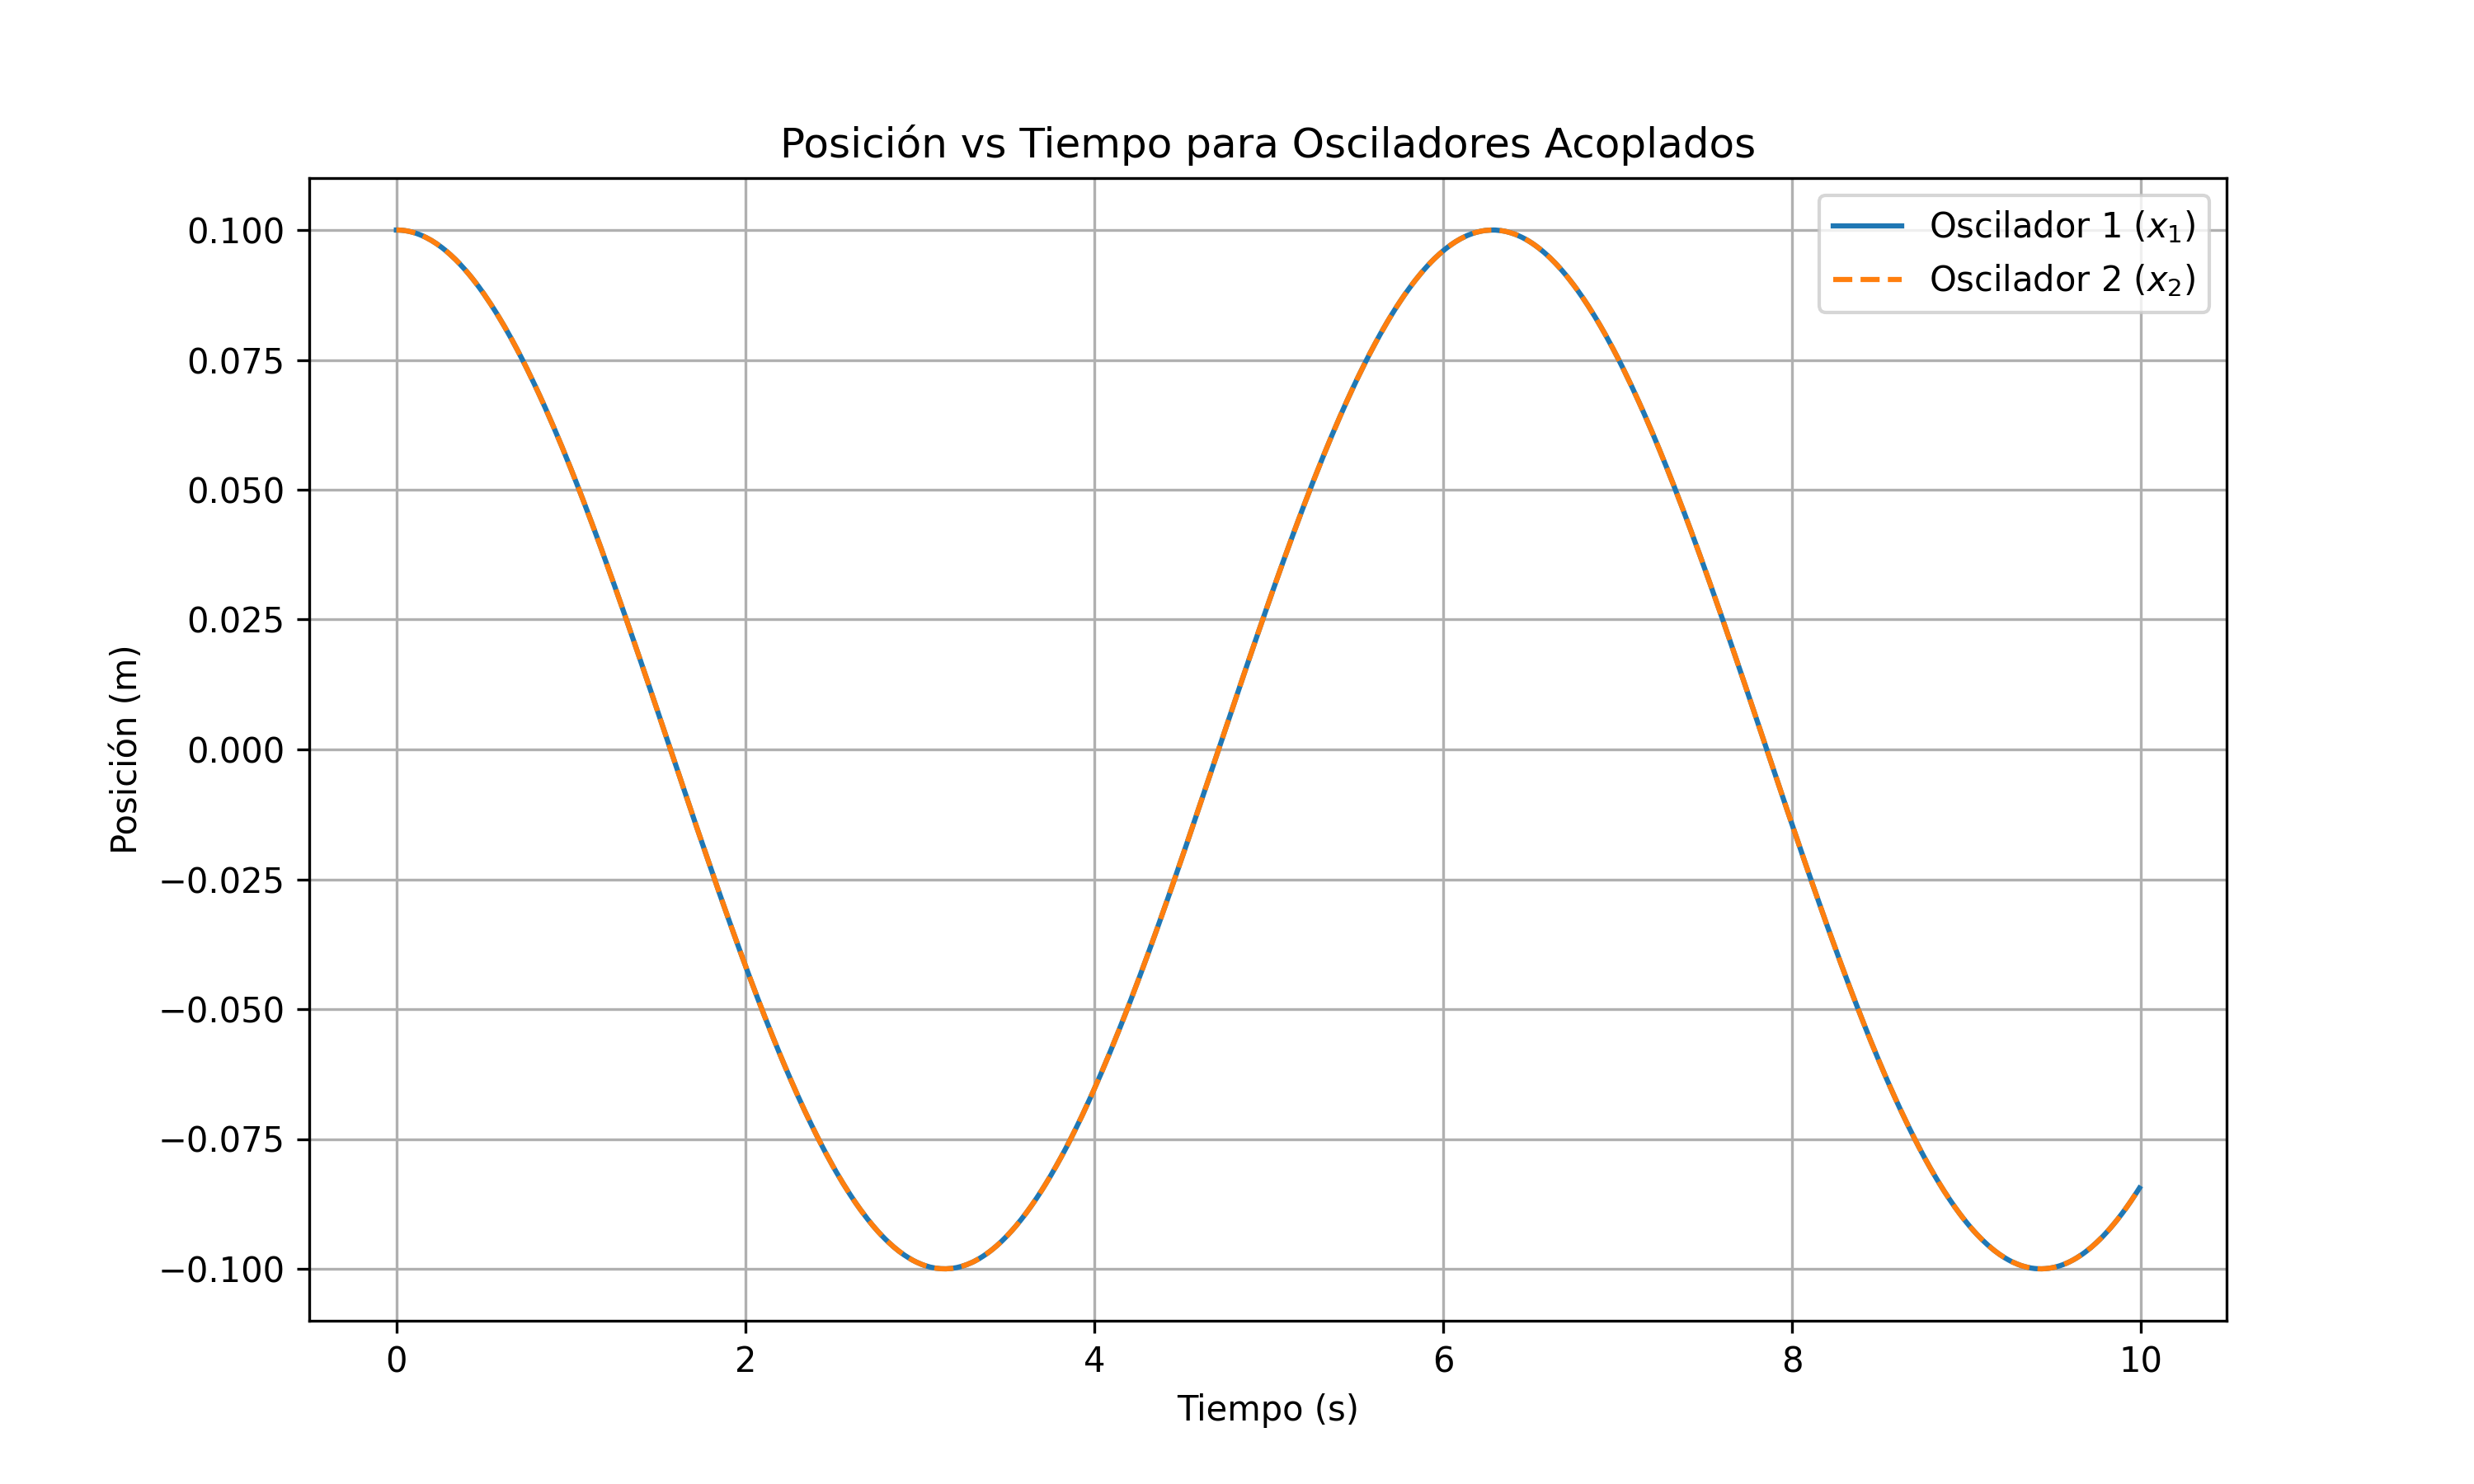 Posición vs Tiempo para Osciladores Acoplados
Oscilador 1 (x₁)
Oscilador 2 (x₂)
Posición (m)
0.100
0.075
0.050
0.025
0.000
−0.025
−0.050
−0.075
−0.100
0 2 4 6 8 10
Tiempo (s)